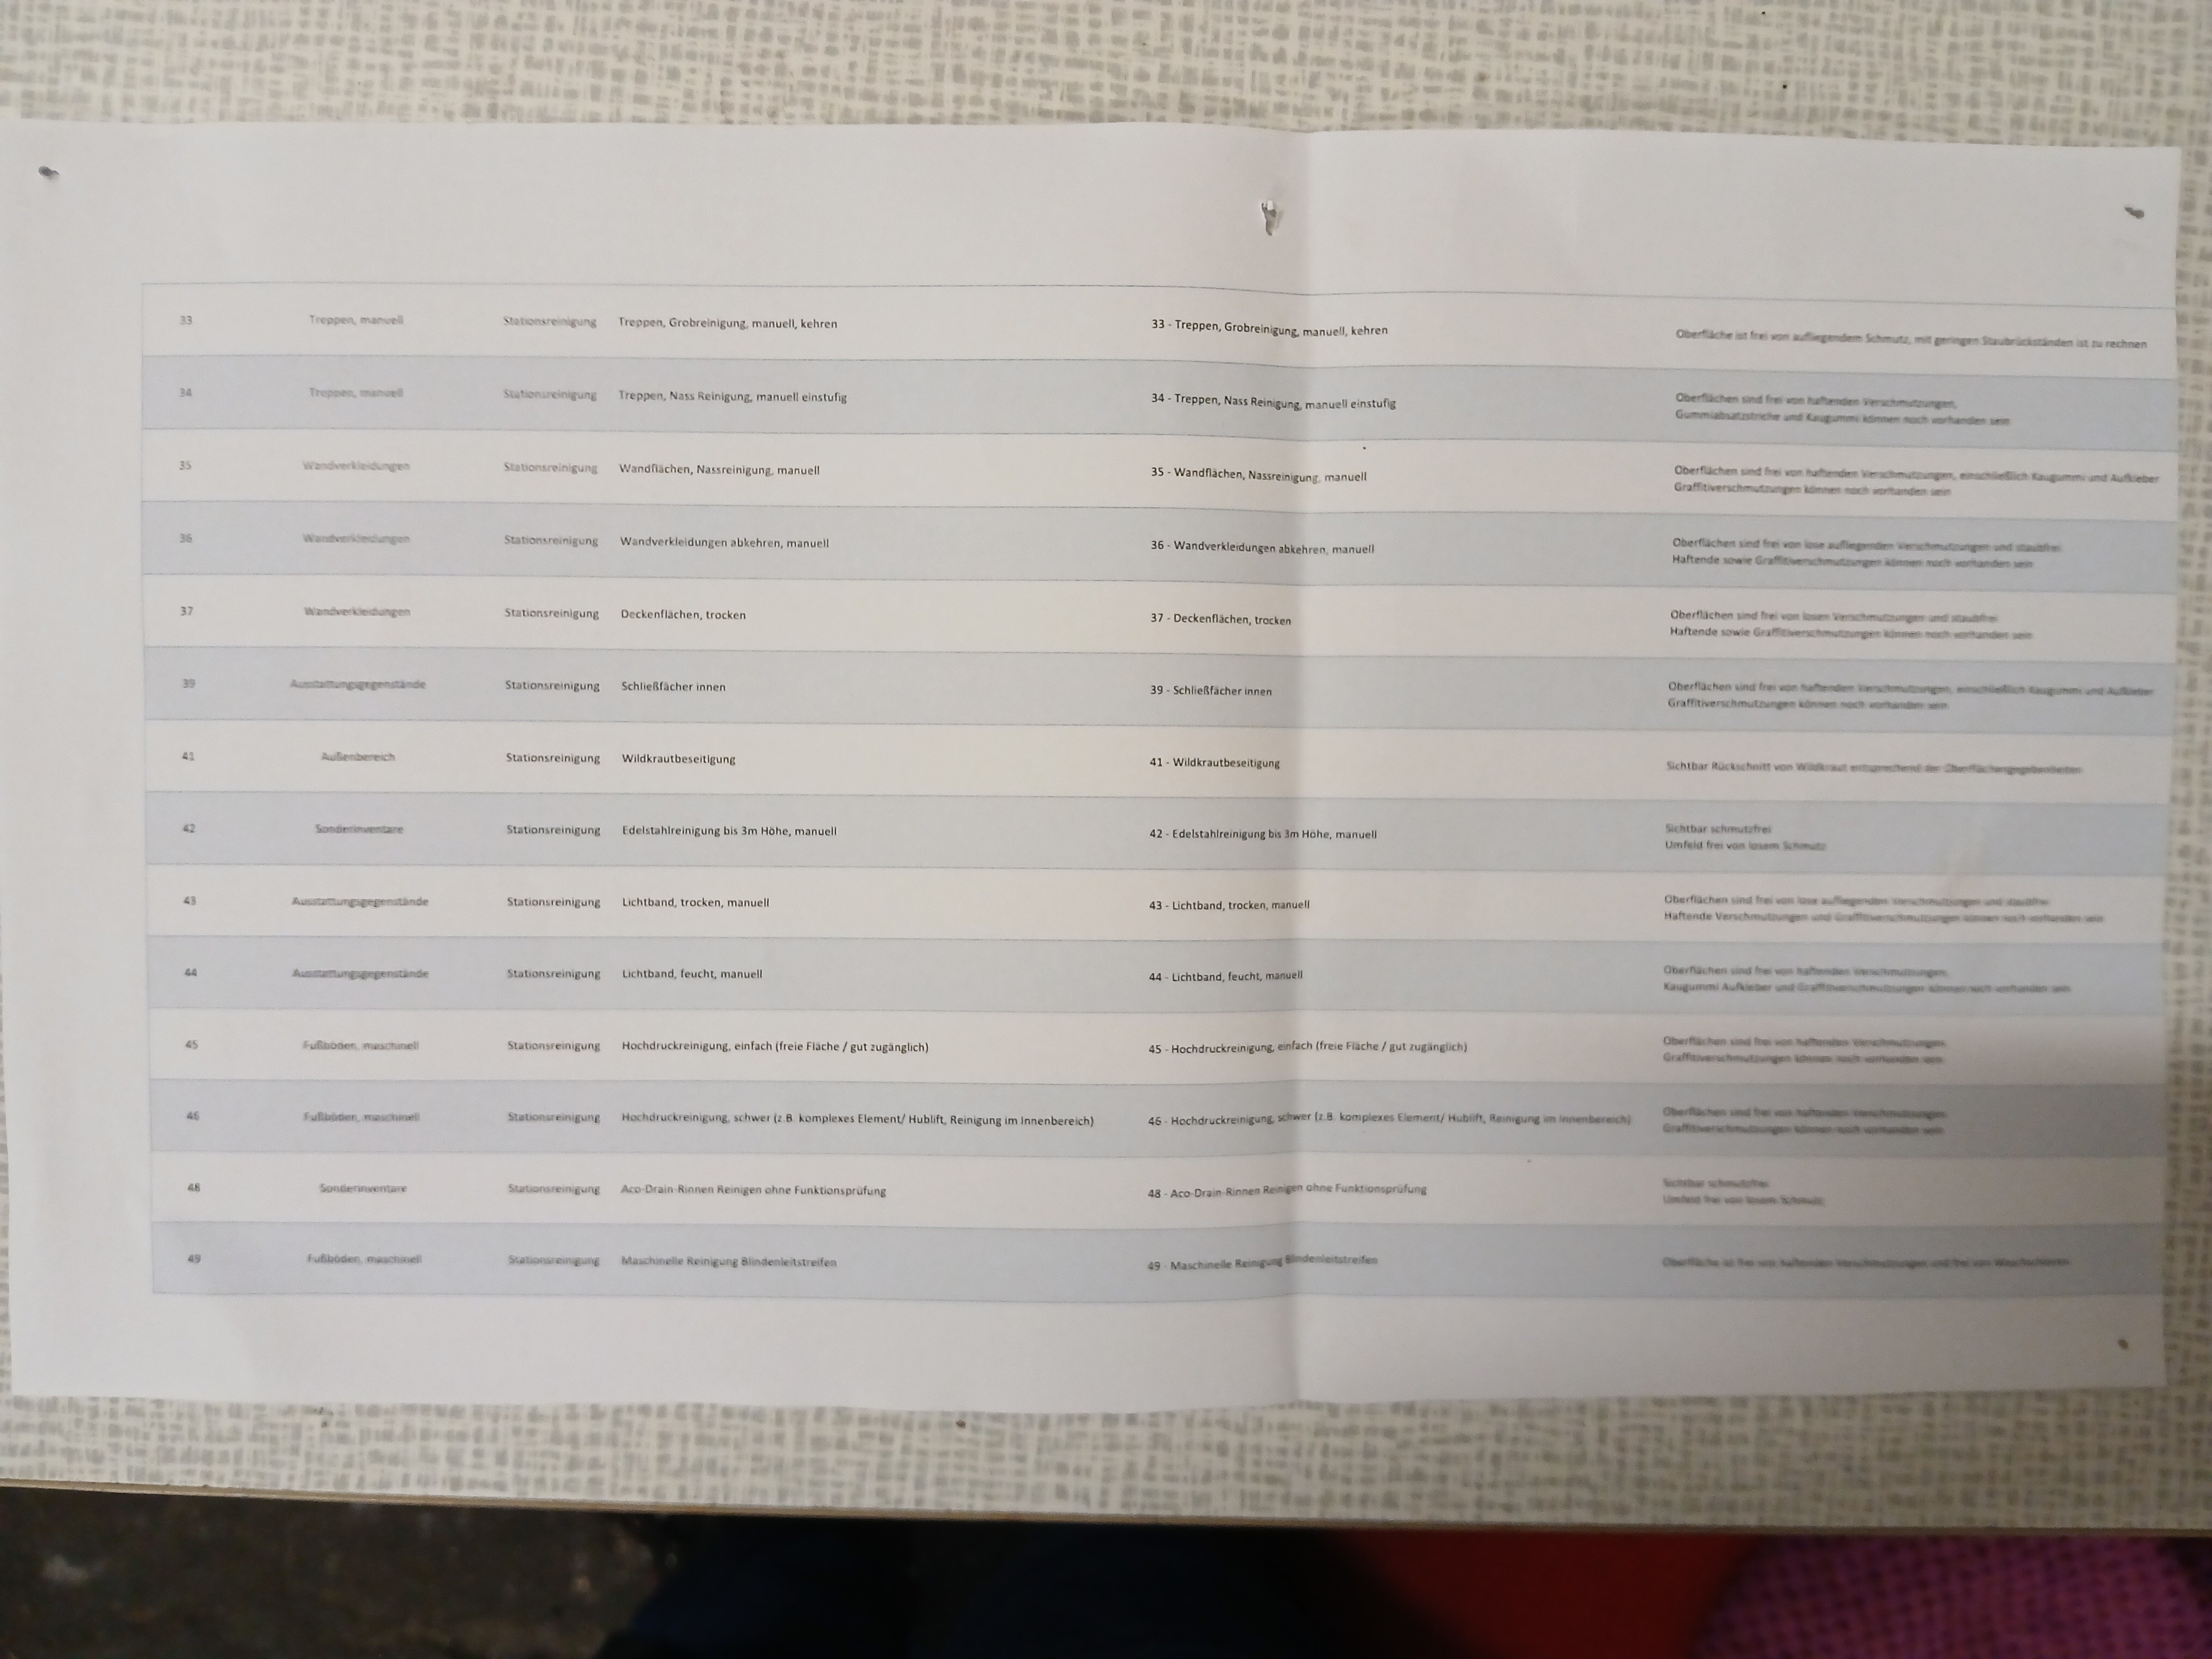 33 Treppen, manuell Stationsreinigung Treppen, Grobreinigung, manuell, kehren 33 - Treppen, Grobreinigung, manuell, kehren Oberfläche ist frei von aufliegendem Schmutz, mit geringen Staubrückständen ist zu rechnen
34 Treppen, manuell Stationsreinigung Treppen, Nass Reinigung, manuell einstufig 34 - Treppen, Nass Reinigung, manuell einstufig Oberflächen sind frei von haftenden Verschmutzungen,
Gummiabsatzstriche und Kaugummi können noch vorhanden sein
35 Wandverkleidungen Stationsreinigung Wandflächen, Nassreinigung, manuell 35 - Wandflächen, Nassreinigung, manuell Oberflächen sind frei von haftenden Verschmutzungen, einschließlich Kaugummi und Aufkleber
Graffitiverschmutzungen können noch vorhanden sein
36 Wandverkleidungen Stationsreinigung Wandverkleidungen abkehren, manuell 36 - Wandverkleidungen abkehren, manuell Oberflächen sind frei von lose aufliegenden Verschmutzungen und staubfrei
Haftende sowie Graffitiverschmutzungen können noch vorhanden sein
37 Wandverkleidungen Stationsreinigung Deckenflächen, trocken 37 - Deckenflächen, trocken Oberflächen sind frei von losen Verschmutzungen und staubfrei
Haftende sowie Graffitiverschmutzungen können noch vorhanden sein
39 Ausstattungsgegenstände Stationsreinigung Schließfächer innen 39 - Schließfächer innen Oberflächen sind frei von haftenden Verschmutzungen, einschließlich Kaugummi und Aufkleber
Graffitiverschmutzungen können noch vorhanden sein
41 Außenbereich Stationsreinigung Wildkrautbeseitigung 41 - Wildkrautbeseitigung Sichtbar Rückschnitt von Wildkraut entsprechend der Oberflächengegebenheiten
42 Sonderinventare Stationsreinigung Edelstahlreinigung bis 3m Höhe, manuell 42 - Edelstahlreinigung bis 3m Höhe, manuell Sichtbar schmutzfrei
Umfeld frei von losem Schmutz
43 Ausstattungsgegenstände Stationsreinigung Lichtband, trocken, manuell 43 - Lichtband, trocken, manuell Oberflächen sind frei von lose aufliegenden Verschmutzungen und staubfrei
Haftende Verschmutzungen und Graffitiverschmutzungen können noch vorhanden sein
44 Ausstattungsgegenstände Stationsreinigung Lichtband, feucht, manuell 44 - Lichtband, feucht, manuell Oberflächen sind frei von haftenden Verschmutzungen,
Kaugummi Aufkleber und Graffitiverschmutzungen können noch vorhanden sein
45 Fußböden, maschinell Stationsreinigung Hochdruckreinigung, einfach (freie Fläche / gut zugänglich) 45 - Hochdruckreinigung, einfach (freie Fläche / gut zugänglich) Oberflächen sind frei von haftenden Verschmutzungen,
Graffitiverschmutzungen können noch vorhanden sein
46 Fußböden, maschinell Stationsreinigung Hochdruckreinigung, schwer (z.B. komplexes Element/ Hublift, Reinigung im Innenbereich) 46 - Hochdruckreinigung, schwer (z.B. komplexes Element/ Hublift, Reinigung im Innenbereich) Oberflächen sind frei von haftenden Verschmutzungen,
Graffitiverschmutzungen können noch vorhanden sein
48 Sonderinventare Stationsreinigung Aco-Drain-Rinnen Reinigen ohne Funktionsprüfung 48 - Aco-Drain-Rinnen Reinigen ohne Funktionsprüfung Sichtbar schmutzfrei
Umfeld frei von losem Schmutz
49 Fußböden, maschinell Stationsreinigung Maschinelle Reinigung Blindenleitstreifen 49 - Maschinelle Reinigung Blindenleitstreifen Oberfläche ist frei von haftenden Verschmutzungen und frei von